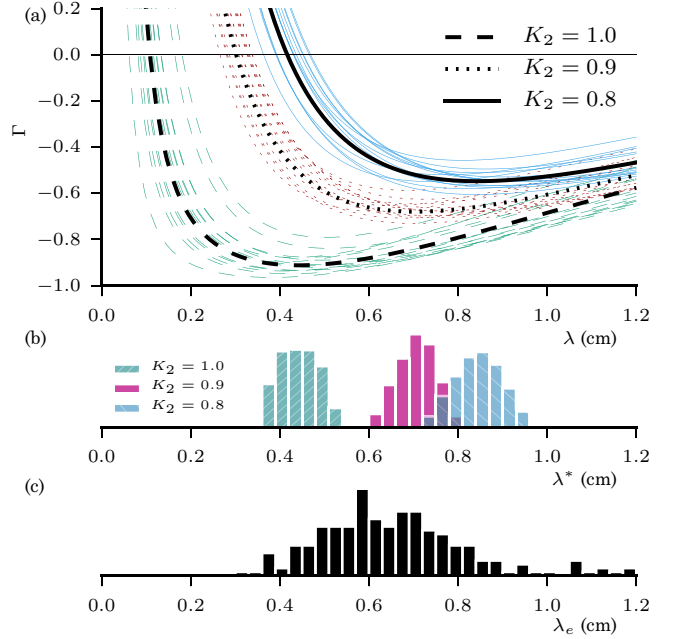 (a)
0.2
0.0
−0.2
−0.4
−0.6
−0.8
−1.0
Γ
K₂ = 1.0
K₂ = 0.9
K₂ = 0.8
0.0 0.2 0.4 0.6 0.8 1.0 1.2
λ (cm)
(b)
K₂ = 1.0
K₂ = 0.9
K₂ = 0.8
0.0 0.2 0.4 0.6 0.8 1.0 1.2
λ* (cm)
(c)
0.0 0.2 0.4 0.6 0.8 1.0 1.2
λₑ (cm)